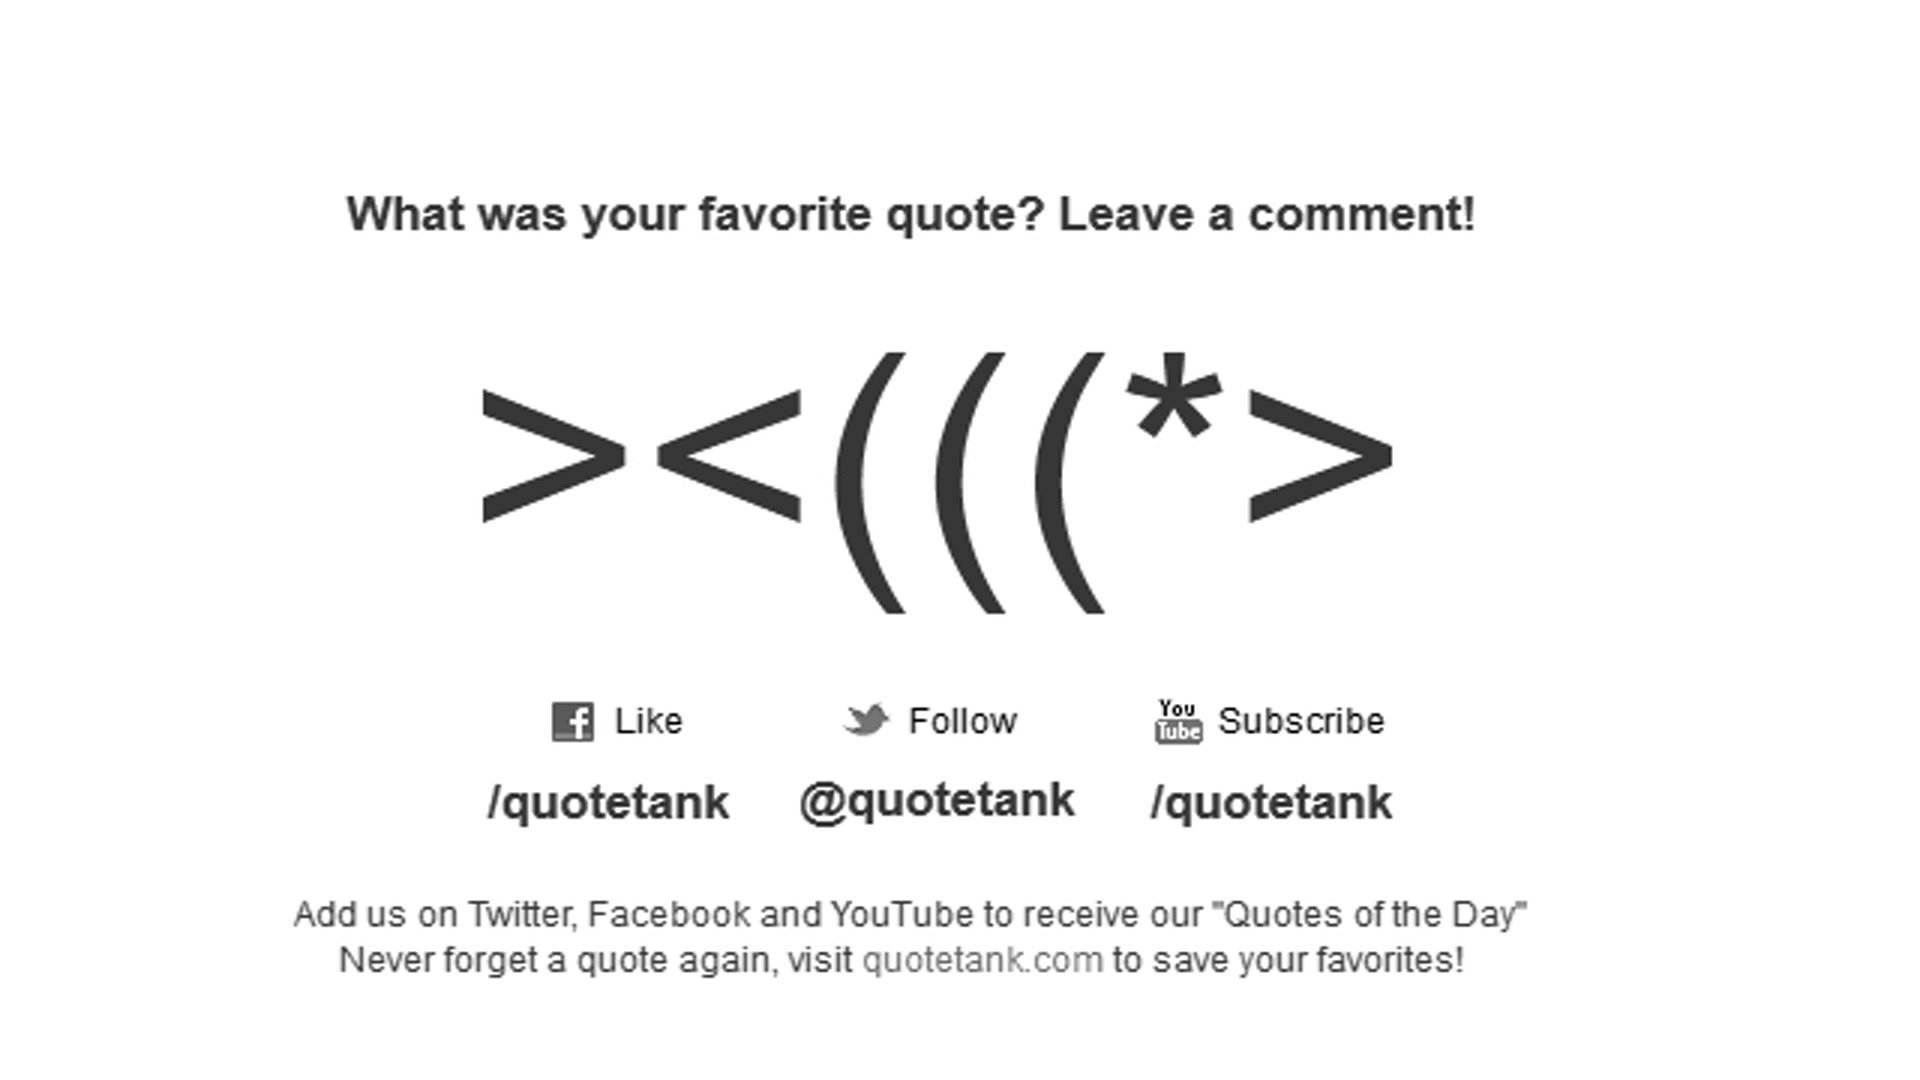 What was your favorite quote? Leave a comment!
><(((*>
f Like
Follow
You Tube Subscribe
/quotetank
@quotetank
/quotetank
Add us on Twitter, Facebook and YouTube to receive our "Quotes of the Day"
Never forget a quote again, visit quotetank.com to save your favorites!